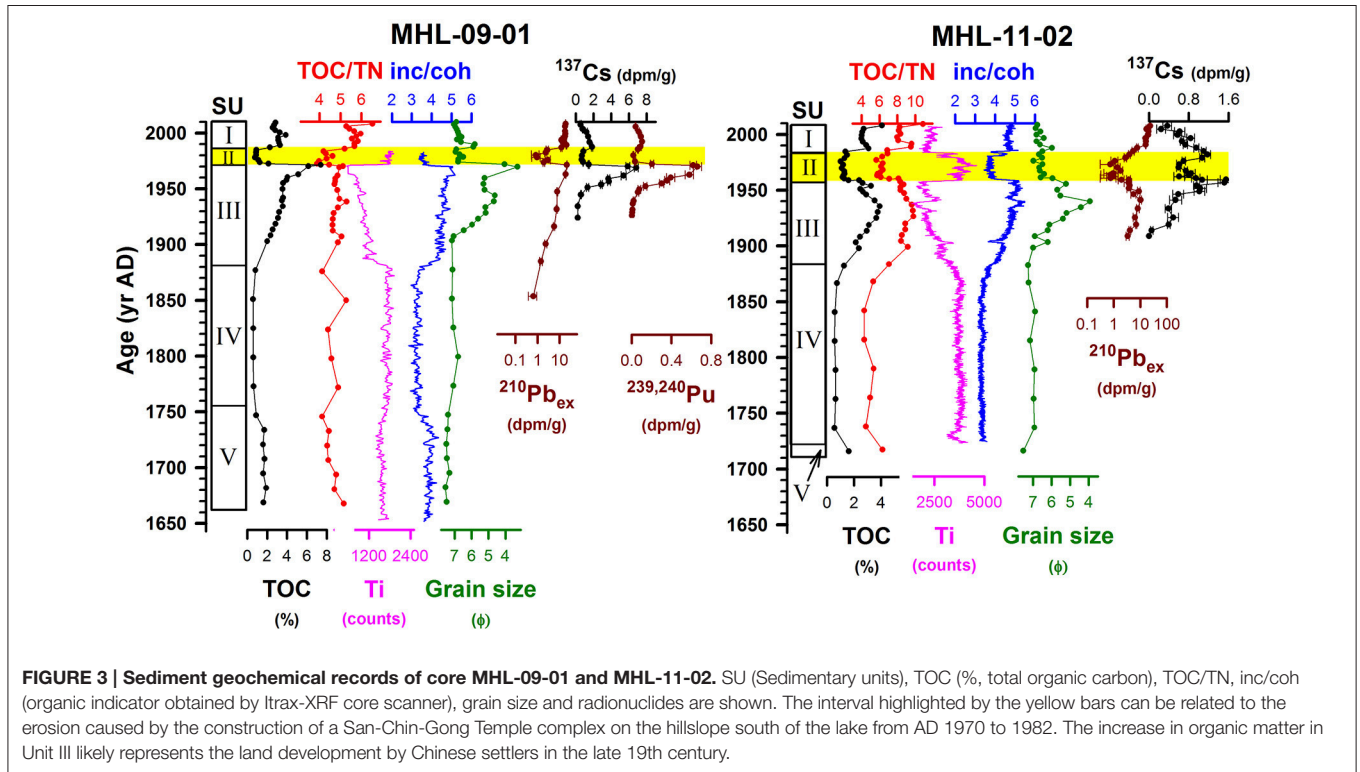 MHL-09-01
MHL-11-02
TOC/TN inc/coh
¹³⁷Cs (dpm/g)
SU
4 5 6
2 3 4 5 6
0 2 4 6 8
TOC/TN inc/coh
¹³⁷Cs (dpm/g)
SU
4 6 8 10
2 3 4 5 6
0.0 0.8 1.6
Age (yr AD)
2000
1950
1900
1850
1800
1750
1700
1650
I
II
III
IV
V
2000
1950
1900
1850
1800
1750
1700
1650
I
II
III
IV
V
0.1 1 10
²¹⁰Pbex
(dpm/g)
0.0 0.4 0.8
²³⁹,²⁴⁰Pu
(dpm/g)
0.1 1 10 100
²¹⁰Pbex
(dpm/g)
0 2 4 6 8
TOC
(%)
1200 2400
Ti
(counts)
7 6 5 4
Grain size
(ϕ)
0 2 4
TOC
(%)
2500 5000
Ti
(counts)
7 6 5 4
Grain size
(ϕ)
FIGURE 3 | Sediment geochemical records of core MHL-09-01 and MHL-11-02. SU (Sedimentary units), TOC (%, total organic carbon), TOC/TN, inc/coh
(organic indicator obtained by Itrax-XRF core scanner), grain size and radionuclides are shown. The interval highlighted by the yellow bars can be related to the
erosion caused by the construction of a San-Chin-Gong Temple complex on the hillslope south of the lake from AD 1970 to 1982. The increase in organic matter in
Unit III likely represents the land development by Chinese settlers in the late 19th century.